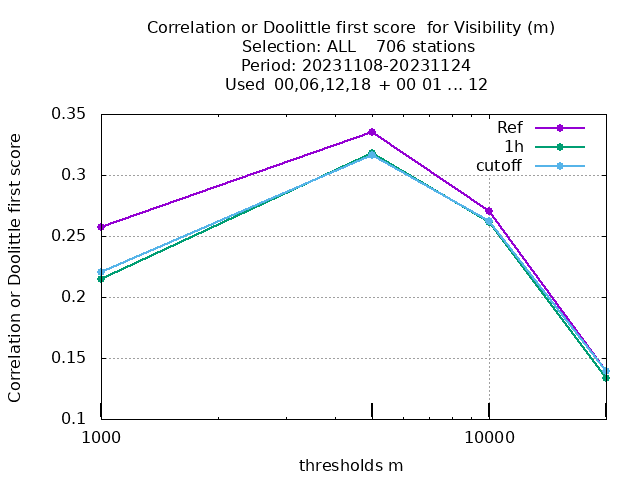 Correlation or Doolittle first score for Visibility (m)
Selection: ALL 706 stations
Period: 20231108-20231124
Used 00,06,12,18 + 00 01 ... 12
Correlation or Doolittle first score
0.35
0.3
0.25
0.2
0.15
0.1
Ref
1h
cutoff
1000
10000
thresholds m